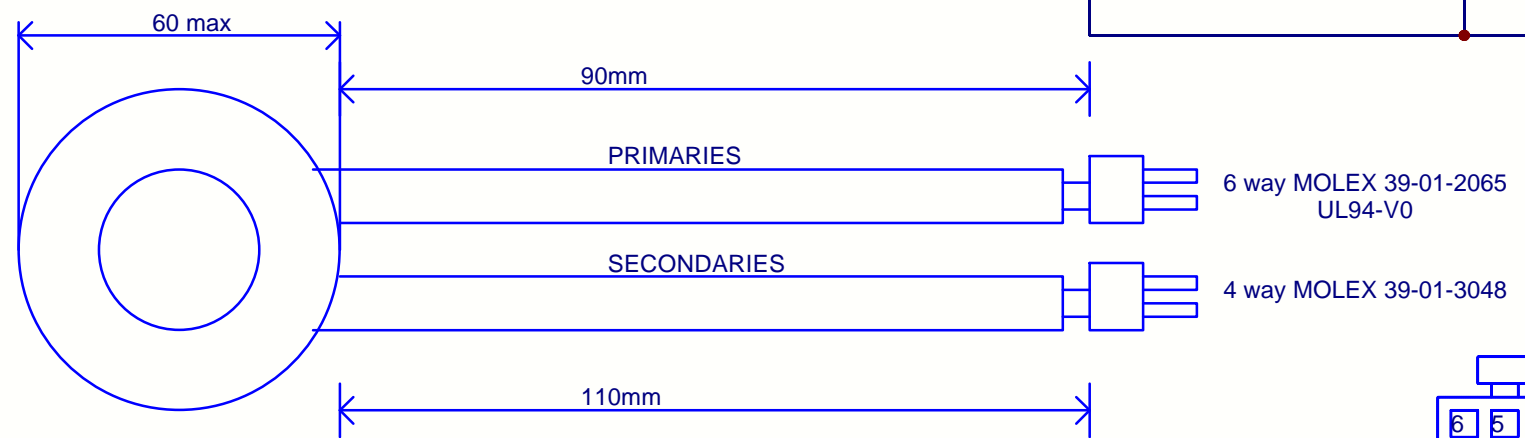 60 max
90mm
PRIMARIES
6 way MOLEX 39-01-2065
UL94-V0
SECONDARIES
4 way MOLEX 39-01-3048
110mm
6 5